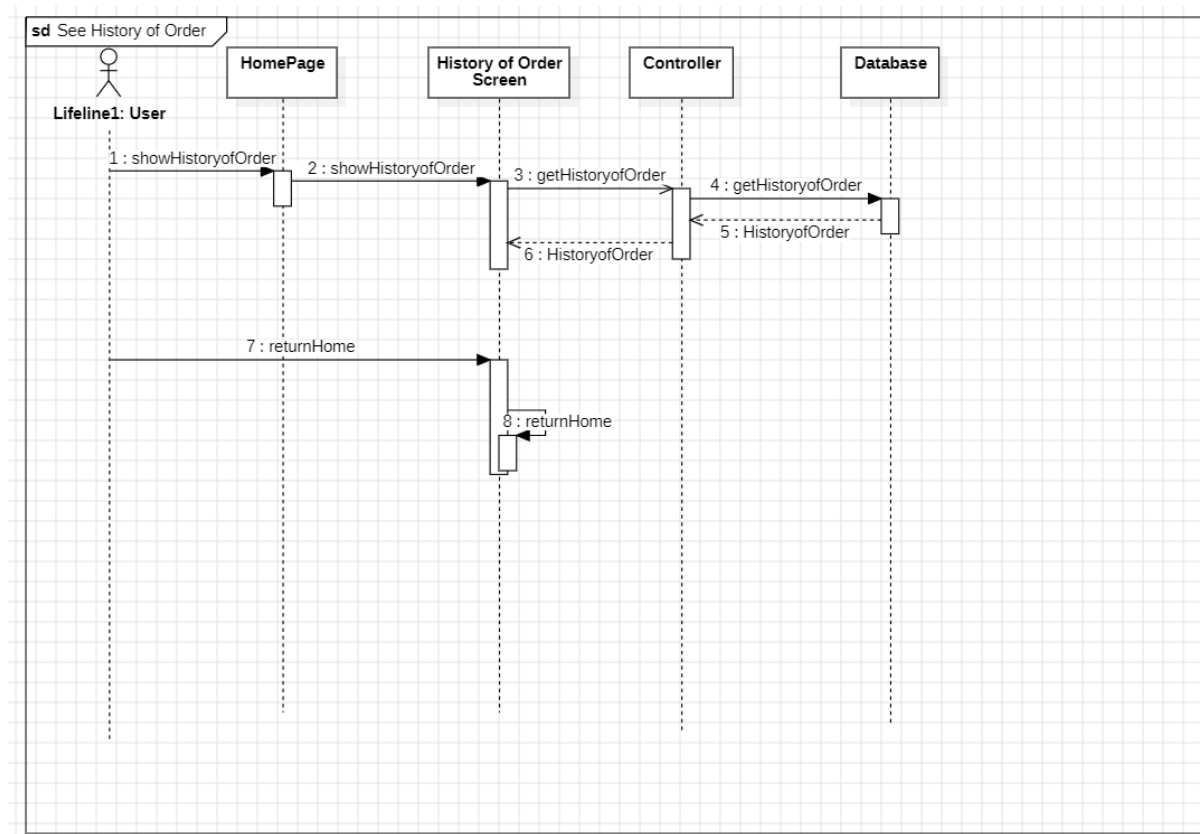 sd See History of Order
HomePage
History of Order
Screen
Controller
Database
Lifeline1: User
1 : showHistoryofOrder
2 : showHistoryofOrder
3 : getHistoryofOrder
4 : getHistoryofOrder
5 : HistoryofOrder
6 : HistoryofOrder
7 : returnHome
8 : returnHome